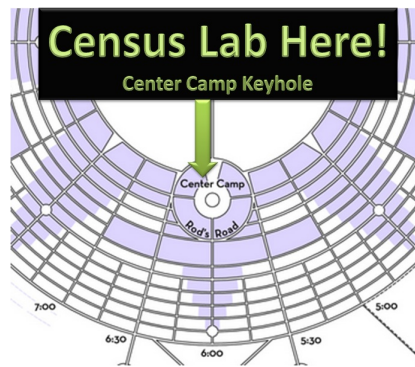 Census Lab Here!
Center Camp Keyhole
Center Camp
Rod's Road
7:00
6:30
6:00
5:30
5:00